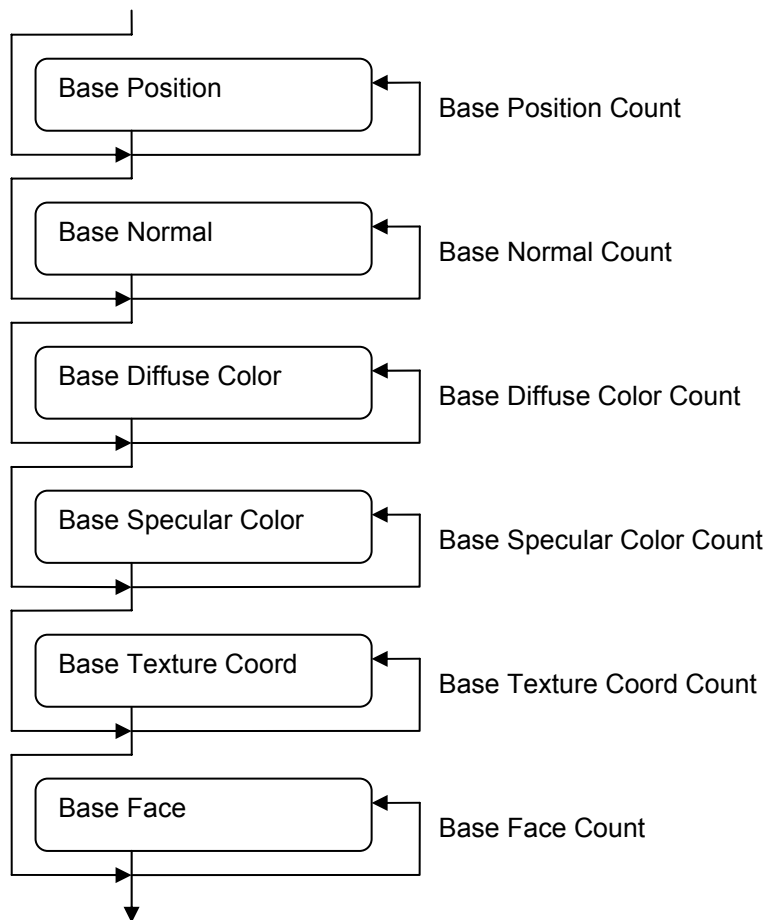 Base Position
Base Position Count
Base Normal
Base Normal Count
Base Diffuse Color
Base Diffuse Color Count
Base Specular Color
Base Specular Color Count
Base Texture Coord
Base Texture Coord Count
Base Face
Base Face Count